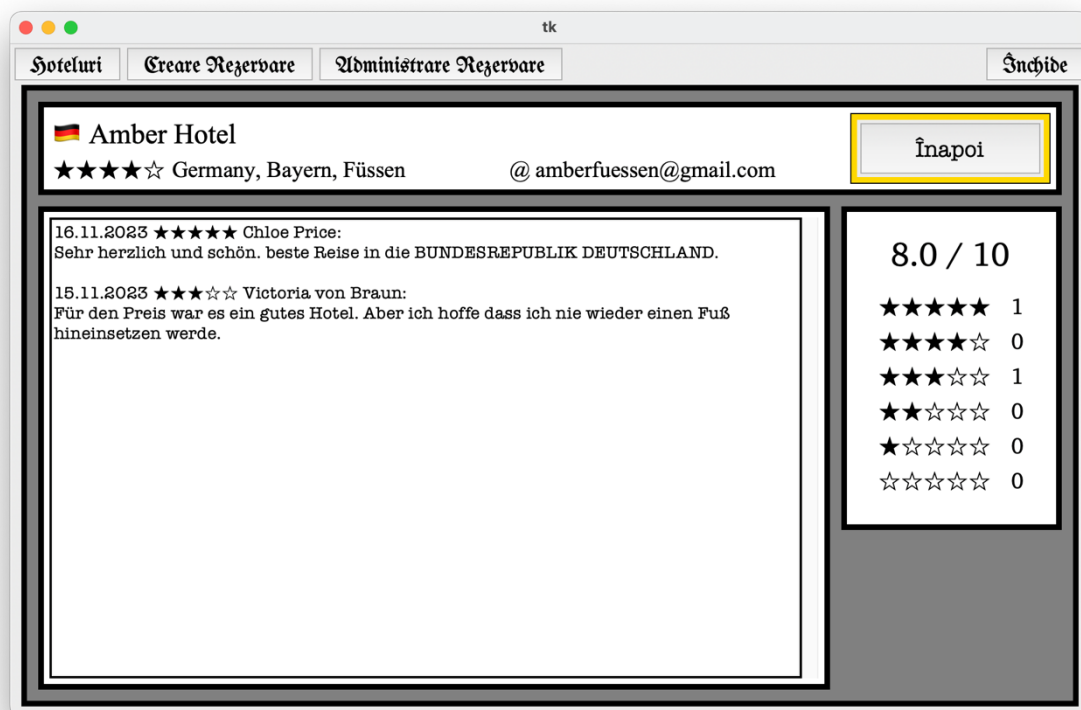 tk
Hoteluri Creare Rezervare Administrare Rezervare Închide
🇩🇪 Amber Hotel
★★★★☆ Germany, Bayern, Füssen @ amberfuessen@gmail.com
Înapoi
16.11.2023 ★★★★★ Chloe Price:
Sehr herzlich und schön. beste Reise in die BUNDESREPUBLIK DEUTSCHLAND.
15.11.2023 ★★★☆☆ Victoria von Braun:
Für den Preis war es ein gutes Hotel. Aber ich hoffe dass ich nie wieder einen Fuß
hineinsetzen werde.
8.0 / 10
★★★★★ 1
★★★★☆ 0
★★★☆☆ 1
★★☆☆☆ 0
★☆☆☆☆ 0
☆☆☆☆☆ 0